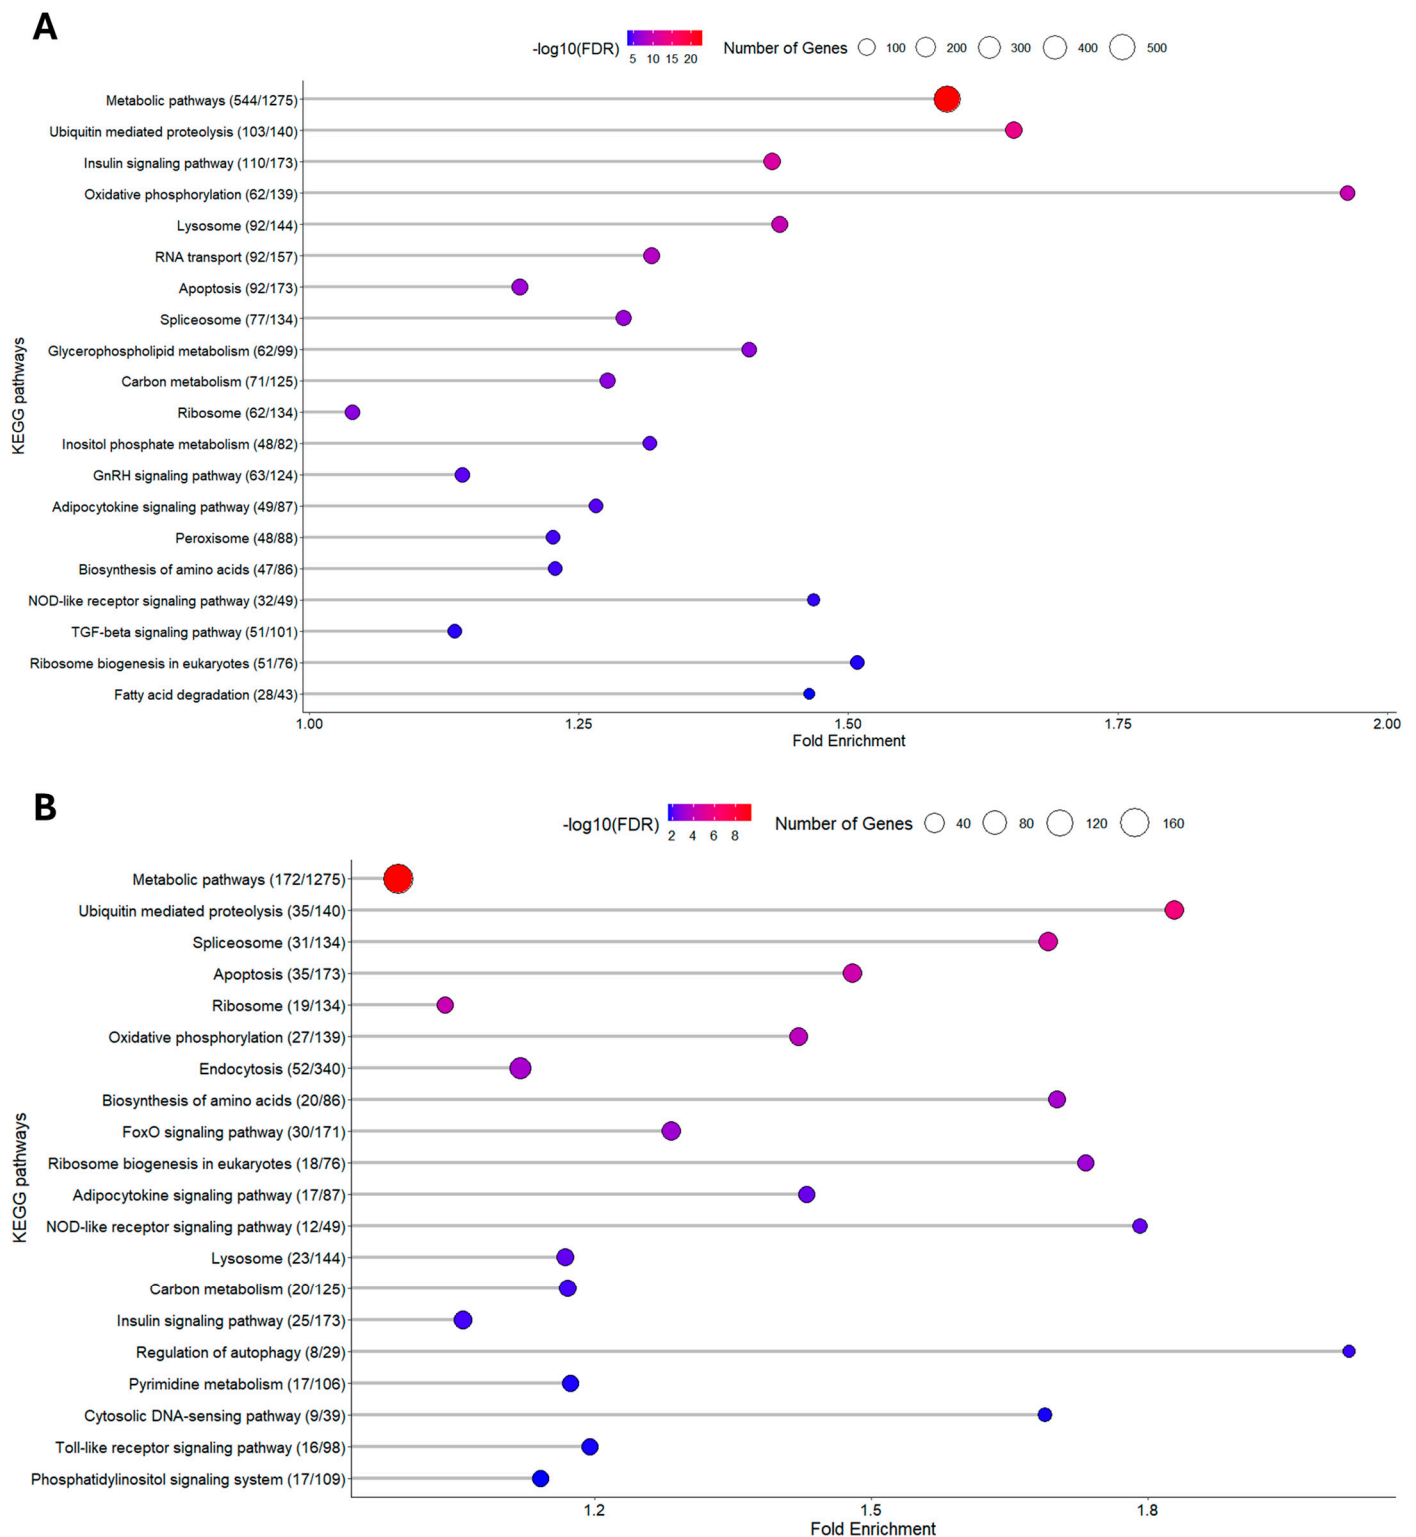 A
-log10(FDR) 5 10 15 20 Number of Genes 100 200 300 400 500
KEGG pathways
Metabolic pathways (544/1275)
Ubiquitin mediated proteolysis (103/140)
Insulin signaling pathway (110/173)
Oxidative phosphorylation (62/139)
Lysosome (92/144)
RNA transport (92/157)
Apoptosis (92/173)
Spliceosome (77/134)
Glycerophospholipid metabolism (62/99)
Carbon metabolism (71/125)
Ribosome (62/134)
Inositol phosphate metabolism (48/82)
GnRH signaling pathway (63/124)
Adipocytokine signaling pathway (49/87)
Peroxisome (48/88)
Biosynthesis of amino acids (47/86)
NOD-like receptor signaling pathway (32/49)
TGF-beta signaling pathway (51/101)
Ribosome biogenesis in eukaryotes (51/76)
Fatty acid degradation (28/43)
1.00 1.25 1.50 1.75 2.00
Fold Enrichment
B
-log10(FDR) 2 4 6 8 Number of Genes 40 80 120 160
KEGG pathways
Metabolic pathways (172/1275)
Ubiquitin mediated proteolysis (35/140)
Spliceosome (31/134)
Apoptosis (35/173)
Ribosome (19/134)
Oxidative phosphorylation (27/139)
Endocytosis (52/340)
Biosynthesis of amino acids (20/86)
FoxO signaling pathway (30/171)
Ribosome biogenesis in eukaryotes (18/76)
Adipocytokine signaling pathway (17/87)
NOD-like receptor signaling pathway (12/49)
Lysosome (23/144)
Carbon metabolism (20/125)
Insulin signaling pathway (25/173)
Regulation of autophagy (8/29)
Pyrimidine metabolism (17/106)
Cytosolic DNA-sensing pathway (9/39)
Toll-like receptor signaling pathway (16/98)
Phosphatidylinositol signaling system (17/109)
1.2 1.5 1.8
Fold Enrichment